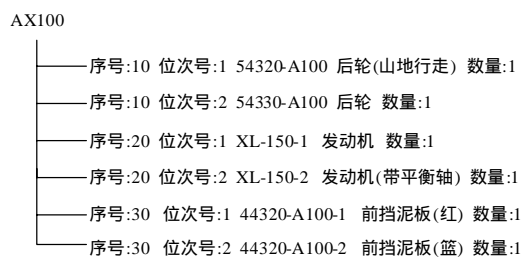 AX100
序号:10 位次号:1 54320-A100 后轮(山地行走) 数量:1
序号:10 位次号:2 54330-A100 后轮 数量:1
序号:20 位次号:1 XL-150-1 发动机 数量:1
序号:20 位次号:2 XL-150-2 发动机(带平衡轴) 数量:1
序号:30 位次号:1 44320-A100-1 前挡泥板(红) 数量:1
序号:30 位次号:2 44320-A100-2 前挡泥板(篮) 数量:1